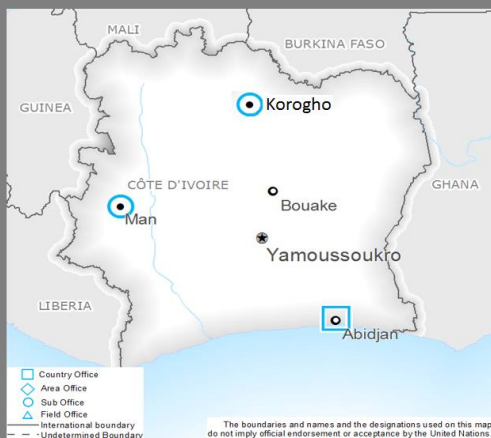 MALI
BURKINA FASO
GUINEA
Korogho
CÔTE D'IVOIRE
GHANA
Bouake
Man
Yamoussoukro
LIBERIA
Abidjan
Country Office
Area Office
Sub Office
Field Office
International boundary
Undetermined Boundary
The boundaries and names and the designations used on this map
do not imply official endorsement or acceptance by the United Nations.